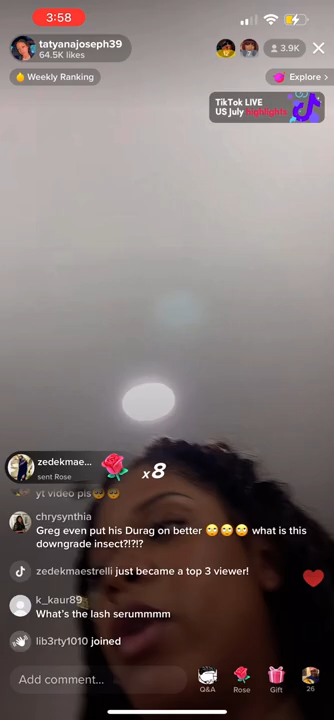 3:58
tatyanajoseph39
64.5K likes
3.9K
Weekly Ranking
Explore >
TikTok LIVE
US July highlights
zedekmae...
sent Rose
x8
yt video pls🥺🥺
chrysynthia
Greg even put his Durag on better 🙄🙄🙄 what is this
downgrade insect?!?!?
zedekmaestrelli just became a top 3 viewer!
k_kaur89
What's the lash serummmm
lib3rty1010 joined
Add comment...
Q&A
Rose
Gift
26